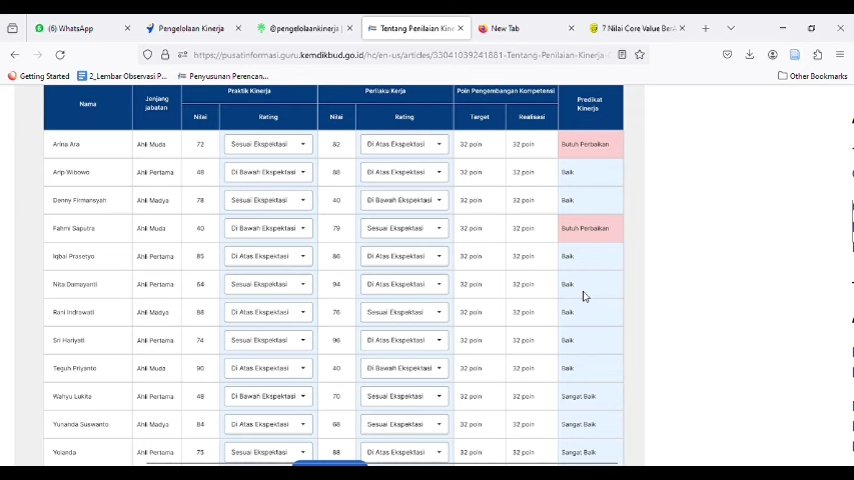 (6) WhatsApp
Pengelolaan Kinerja
@pengelolaankinerja |
Tentang Penilaian Kine
New Tab
7 Nilai Core Value BerA
https://pusatinformasi.guru.kemdikbud.go.id/hc/en-us/articles/33041039241881-Tentang-Penilaian-Kinerja-
Getting Started
2_Lembar Observasi P...
Penyusunan Perencan...
Other Bookmarks
Nama Jenjang jabatan Praktik Kinerja Perilaku Kerja Poin Pengembangan Kompetensi Predikat Kinerja
Nilai Rating Nilai Rating Target Realisasi
Arina Ara Ahli Muda 72 Sesuai Ekspektasi 82 Di Atas Ekspektasi 32 poin 32 poin Butuh Perbaikan
Arip Wibowo Ahli Pertama 46 Di Bawah Ekspektasi 88 Di Atas Ekspektasi 32 poin 32 poin Baik
Denny Firmansyah Ahli Madya 78 Sesuai Ekspektasi 40 Di Bawah Ekspektasi 32 poin 32 poin Baik
Fahmi Saputra Ahli Muda 40 Di Bawah Ekspektasi 79 Sesuai Ekspektasi 32 poin 32 poin Butuh Perbaikan
Iqbal Prasetyo Ahli Pertama 85 Di Atas Ekspektasi 86 Di Atas Ekspektasi 32 poin 32 poin Baik
Nita Damayanti Ahli Pertama 64 Sesuai Ekspektasi 94 Di Atas Ekspektasi 32 poin 32 poin Baik
Rani Indrawati Ahli Madya 88 Di Atas Ekspektasi 76 Sesuai Ekspektasi 32 poin 32 poin Baik
Sri Hariyati Ahli Pertama 74 Sesuai Ekspektasi 96 Di Atas Ekspektasi 32 poin 32 poin Baik
Teguh Priyanto Ahli Muda 90 Di Atas Ekspektasi 40 Di Bawah Ekspektasi 32 poin 32 poin Baik
Wahyu Lukita Ahli Pertama 48 Di Bawah Ekspektasi 70 Sesuai Ekspektasi 32 poin 32 poin Sangat Baik
Yunanda Suswanto Ahli Madya 84 Di Atas Ekspektasi 68 Sesuai Ekspektasi 32 poin 32 poin Sangat Baik
Yolanda Ahli Pertama 75 Sesuai Ekspektasi 88 Di Atas Ekspektasi 32 poin 32 poin Sangat Baik